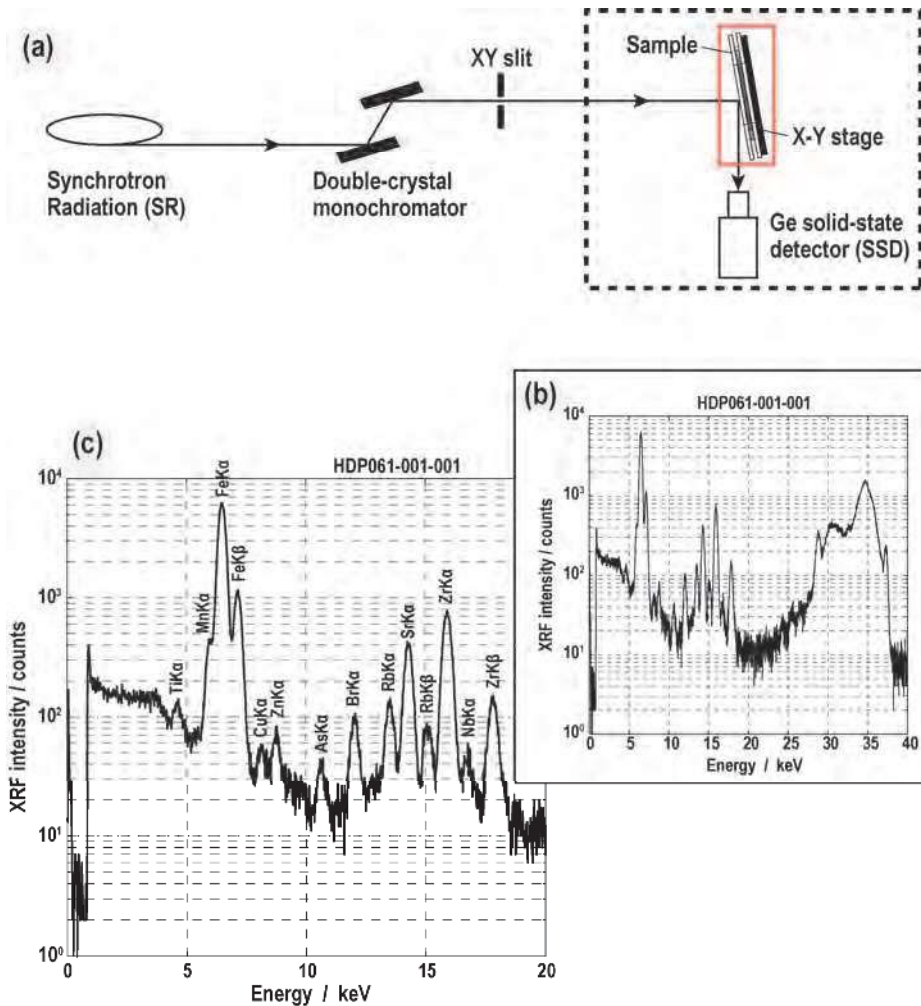 (a)
XY slit
Sample
X-Y stage
Synchrotron
Radiation (SR)
Double-crystal
monochromator
Ge solid-state
detector (SSD)
(b)
HDP061-001-001
10⁴
10³
10²
10¹
10⁰
XRF intensity / counts
0 5 10 15 20 25 30 35 40
Energy / keV
(c)
HDP061-001-001
10⁴
10³
10²
10¹
10⁰
XRF intensity / counts
TiKα
MnKα
FeKα
FeKβ
CuKα
ZnKα
AsKα
BrKα
RbKα
SrKα
RbKβ
ZrKα
NbKα
ZrKβ
0 5 10 15 20
Energy / keV